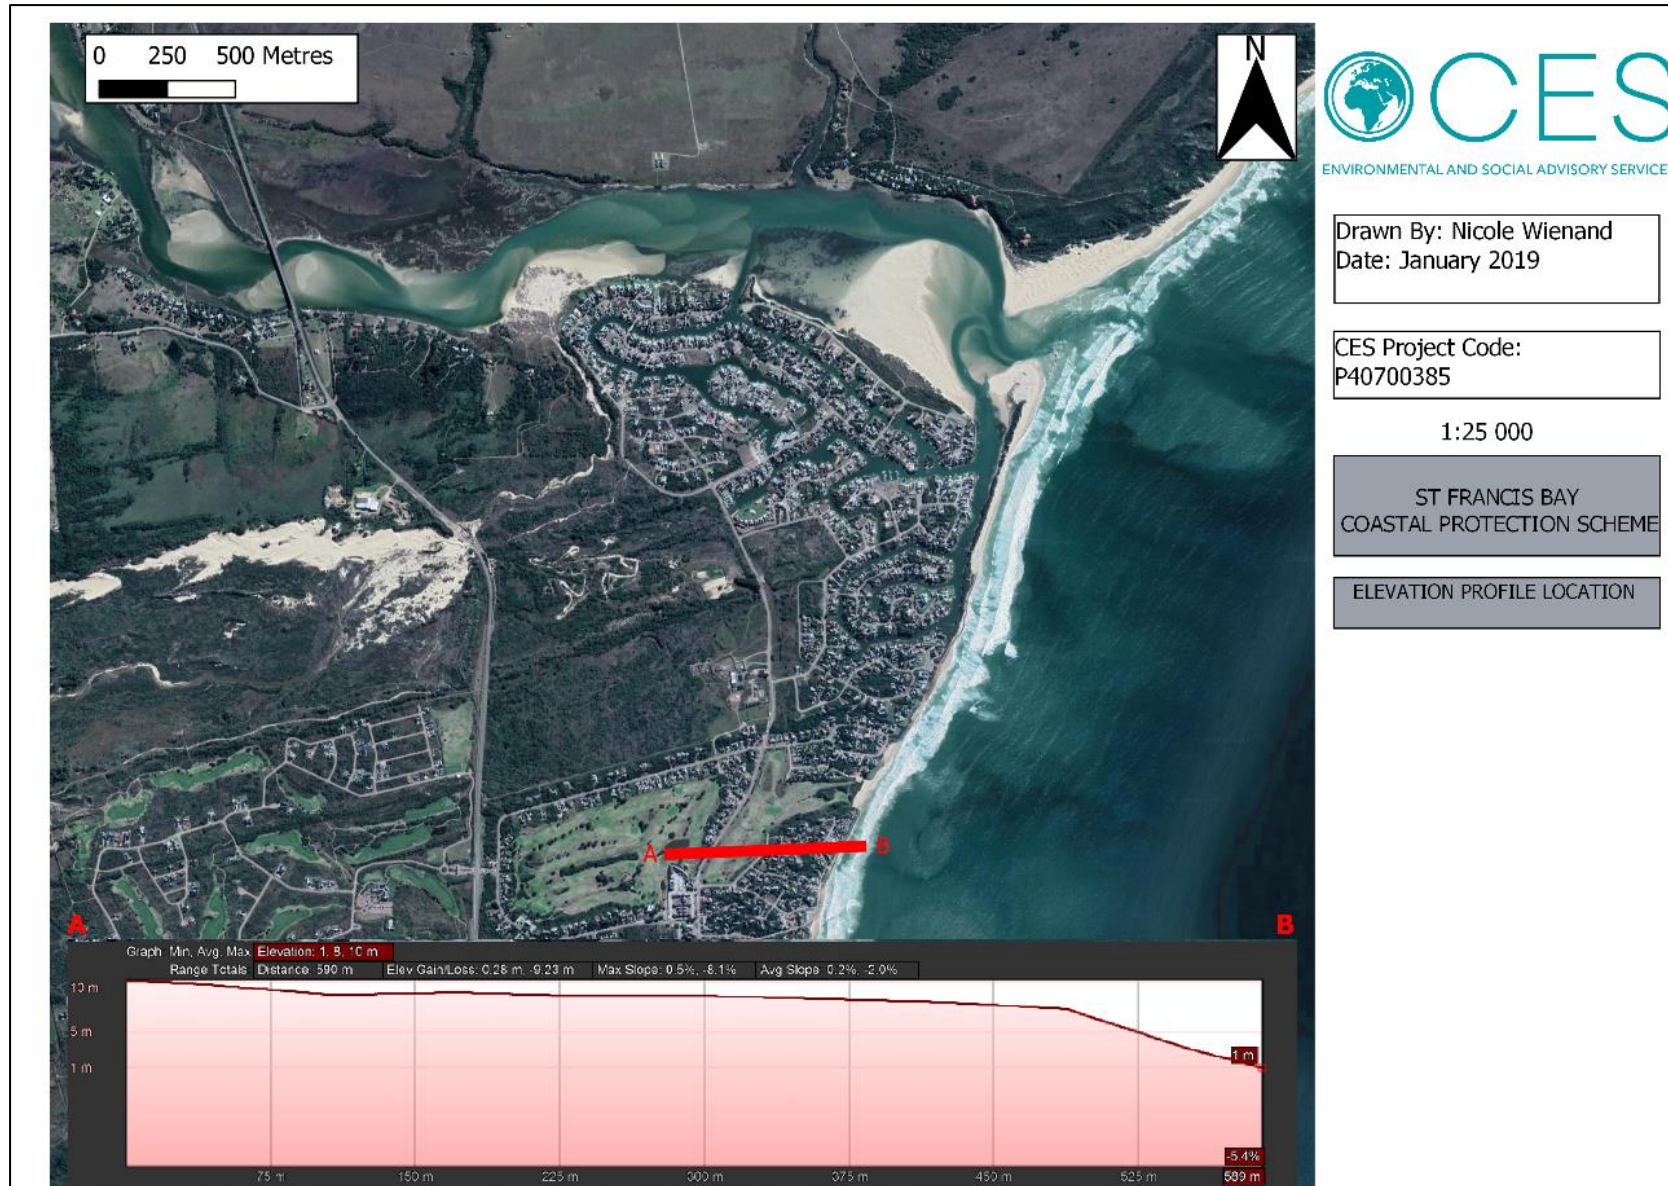 0 250 500 Metres
N
CES
ENVIRONMENTAL AND SOCIAL ADVISORY SERVICE
Drawn By: Nicole Wienand
Date: January 2019
CES Project Code:
P40700385
1:25 000
ST FRANCIS BAY
COASTAL PROTECTION SCHEME
ELEVATION PROFILE LOCATION
A
B
A
B
Graph: Min, Avg, Max Elevation: 1, 8, 10 m
Range Totals: Distance: 590 m Elev Gain/Loss: 0.28 m, -9.23 m Max Slope: 0.5%, -8.1% Avg Slope: 0.2%, -2.0%
10 m
5 m
1 m
1 m
-5.4%
75 m 150 m 225 m 300 m 375 m 450 m 525 m 589 m